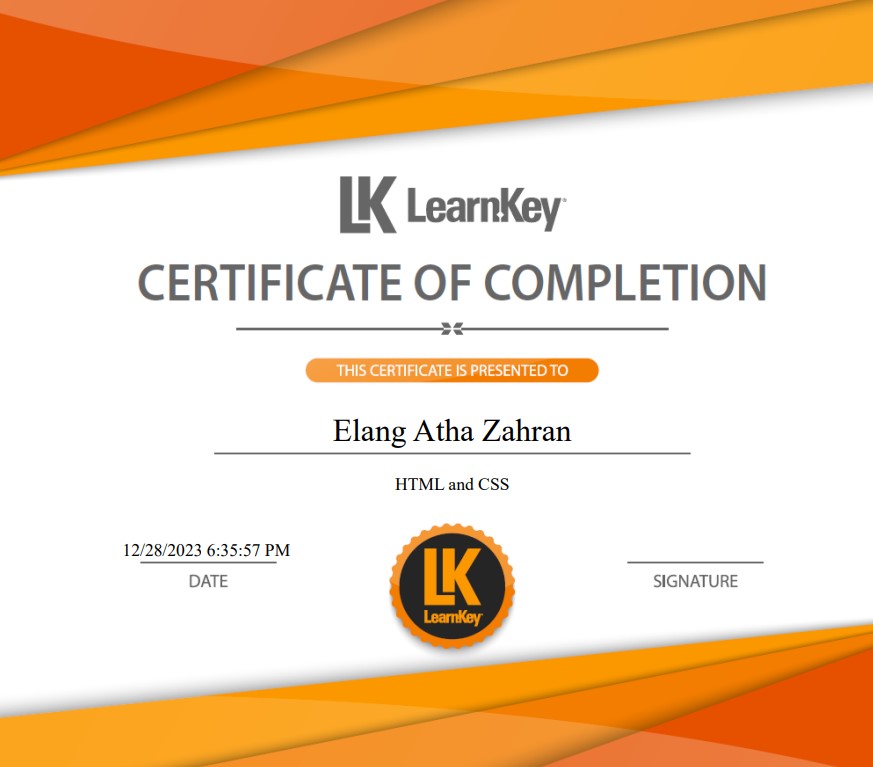 LK LearnKey
CERTIFICATE OF COMPLETION
THIS CERTIFICATE IS PRESENTED TO
Elang Atha Zahran
HTML and CSS
12/28/2023 6:35:57 PM
DATE
LK
LearnKey
SIGNATURE